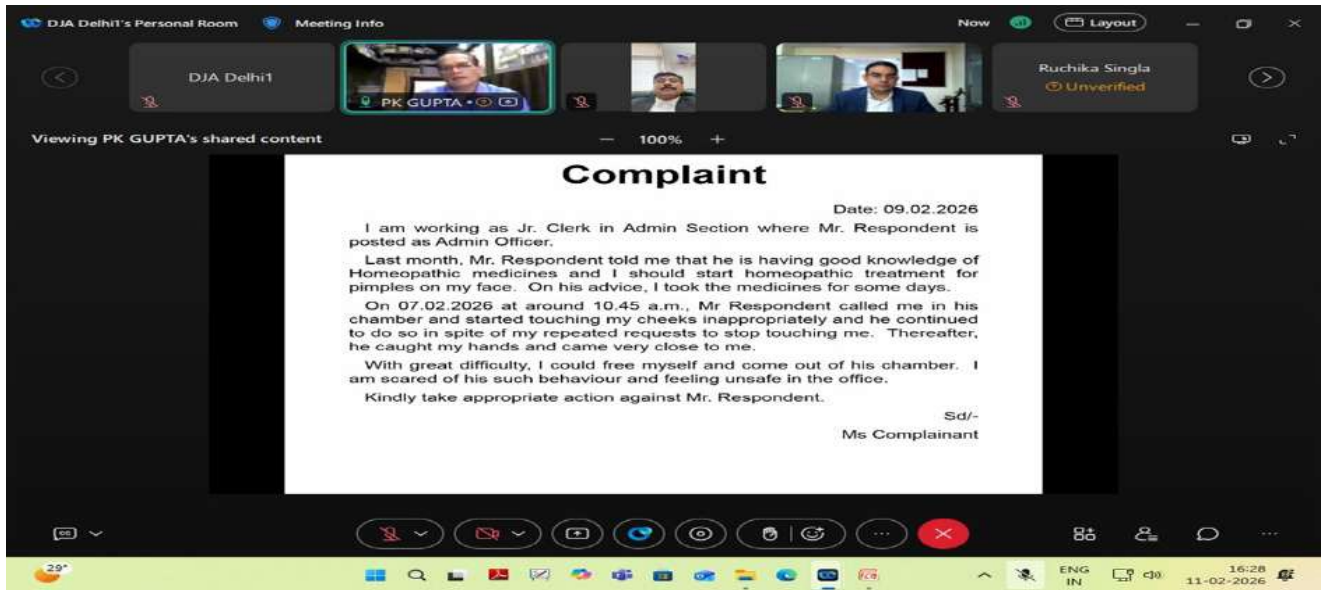 DJA Delhi1's Personal Room
Meeting Info
Now
Layout
DJA Delhi1
PK GUPTA
Ruchika Singla
Unverified
Viewing PK GUPTA's shared content
100%
Complaint
Date: 09.02.2026
I am working as Jr. Clerk in Admin Section where Mr. Respondent is
posted as Admin Officer.
Last month, Mr. Respondent told me that he is having good knowledge of
Homeopathic medicines and I should start homeopathic treatment for
pimples on my face. On his advice, I took the medicines for some days.
On 07.02.2026 at around 10.45 a.m., Mr Respondent called me in his
chamber and started touching my cheeks inappropriately and he continued
to do so in spite of my repeated requests to stop touching me. Thereafter,
he caught my hands and came very close to me.
With great difficulty, I could free myself and come out of his chamber. I
am scared of his such behaviour and feeling unsafe in the office.
Kindly take appropriate action against Mr. Respondent.
Sd/-
Ms Complainant
29°
ENG
IN
16:28
11-02-2026